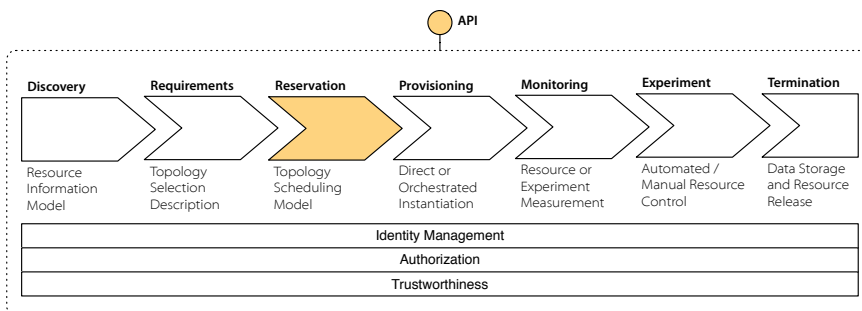 API
Discovery
Requirements
Reservation
Provisioning
Monitoring
Experiment
Termination
Resource
Information
Model
Topology
Selection
Description
Topology
Scheduling
Model
Direct or
Orchestrated
Instantiation
Resource or
Experiment
Measurement
Automated /
Manual Resource
Control
Data Storage
and Resource
Release
Identity Management
Authorization
Trustworthiness